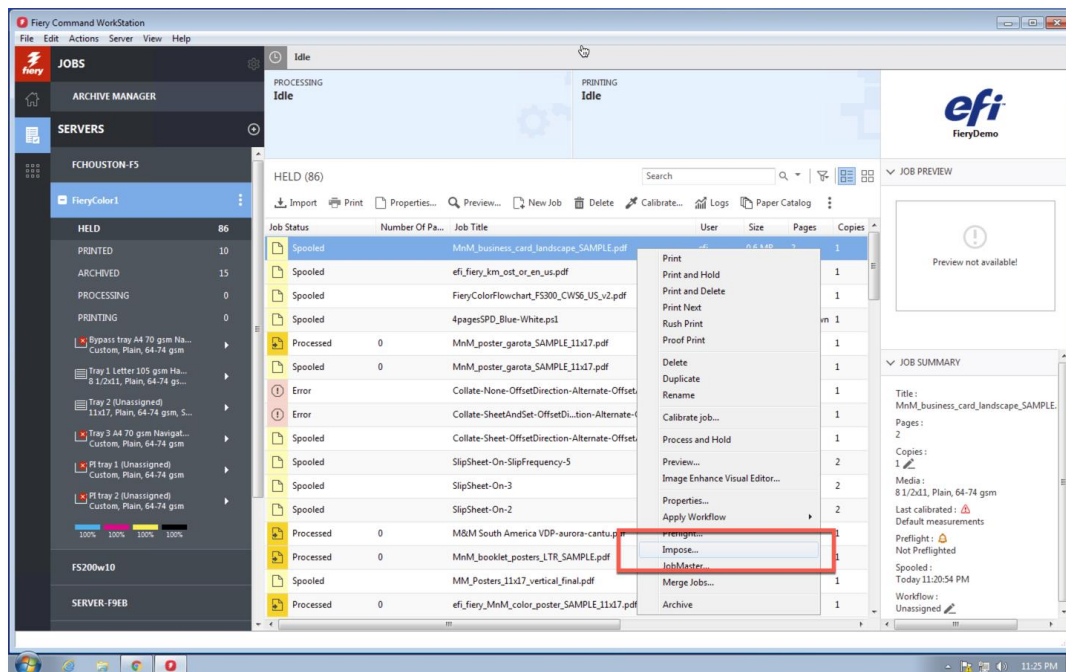 Fiery Command WorkStation
File Edit Actions Server View Help
fiery
JOBS
Idle
ARCHIVE MANAGER
SERVERS
FCHOUSTON-F5
FieryColor1
HELD 86
PRINTED 10
ARCHIVED 15
PROCESSING 0
PRINTING 0
Bypass tray A4 70 gsm Na...
Custom, Plain, 64-74 gsm
Tray 1 Letter 105 gsm Ha...
8 1/2x11, Plain, 64-74 gs...
Tray 2 (Unassigned)
11x17, Plain, 64-74 gsm, S...
Tray 3 A4 70 gsm Navigat...
Custom, Plain, 64-74 gsm
PI tray 1 (Unassigned)
Custom, Plain, 64-74 gsm
PI tray 2 (Unassigned)
Custom, Plain, 64-74 gsm
100% 100% 100% 100%
FS200w10
SERVER-F9EB
PROCESSING
Idle
PRINTING
Idle
HELD (86)
Search
Import Print Properties... Preview... New Job Delete Calibrate... Logs Paper Catalog
Job Status Number Of Pa... Job Title User Size Pages Copies
Spooled MnM_business_card_landscape_SAMPLE.pdf efi 0.6 MB 2 1
Spooled efi_fiery_km_ost_or_en_us.pdf 1
Spooled FieryColorFlowchart_FS300_CWS6_US_v2.pdf 1
Spooled 4pagesSPD_Blue-White.ps1 wn 1
Processed 0 MnM_poster_garota_SAMPLE_11x17.pdf 1
Spooled 0 MnM_poster_garota_SAMPLE_11x17.pdf 1
Error Collate-None-OffsetDirection-Alternate-Offset 1
Error Collate-SheetAndSet-OffsetDi...tion-Alternate- 1
Spooled Collate-Sheet-OffsetDirection-Alternate-Offset 1
Spooled SlipSheet-On-SlipFrequency-5 2
Spooled SlipSheet-On-3 2
Spooled SlipSheet-On-2 2
Processed 0 M&M South America VDP-aurora-cantu.pdf 1
Processed 0 MnM_booklet_posters_LTR_SAMPLE.pdf 1
Spooled MM_Posters_11x17_vertical_final.pdf 1
Processed 0 efi_fiery_MnM_color_poster_SAMPLE_11x17.pdf 1
Print
Print and Hold
Print and Delete
Print Next
Rush Print
Proof Print
Delete
Duplicate
Rename
Calibrate job...
Process and Hold
Preview...
Image Enhance Visual Editor...
Properties...
Apply Workflow
Preflight...
Impose...
JobMaster...
Merge Jobs...
Archive
efi
FieryDemo
JOB PREVIEW
Preview not available!
JOB SUMMARY
Title :
MnM_business_card_landscape_SAMPLE.
Pages :
2
Copies :
1
Media :
8 1/2x11, Plain, 64-74 gsm
Last calibrated :
Default measurements
Preflight :
Not Preflighted
Spooled :
Today 11:20:54 PM
Workflow :
Unassigned
11:25 PM